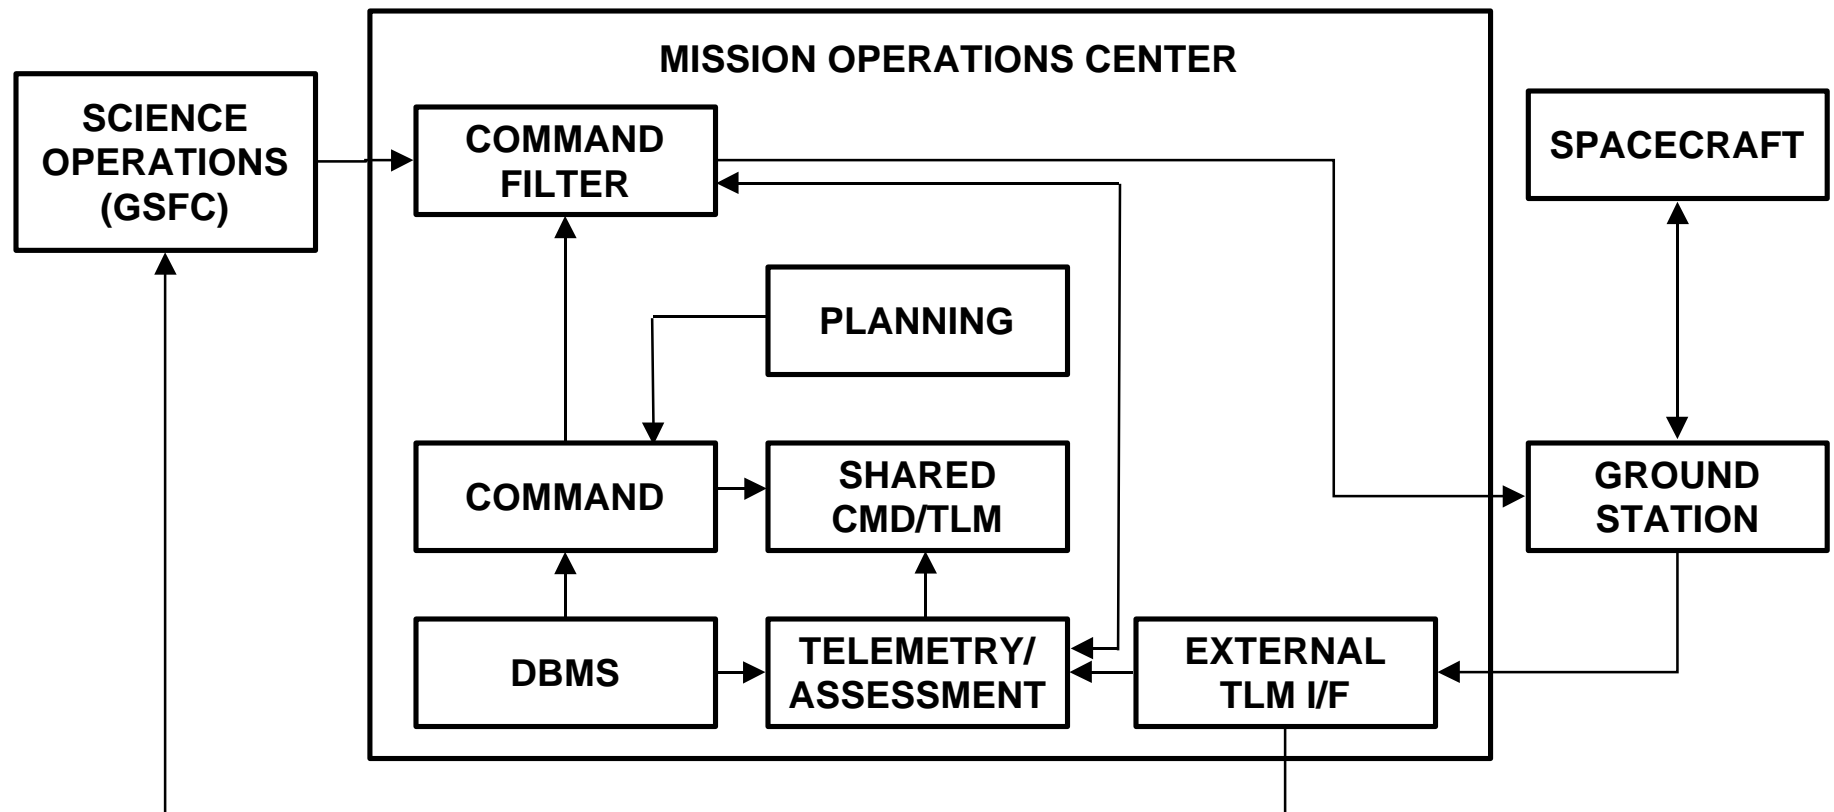 MISSION OPERATIONS CENTER
SCIENCE
OPERATIONS
(GSFC)
COMMAND
FILTER
SPACECRAFT
PLANNING
COMMAND
SHARED
CMD/TLM
GROUND
STATION
DBMS
TELEMETRY/
ASSESSMENT
EXTERNAL
TLM I/F